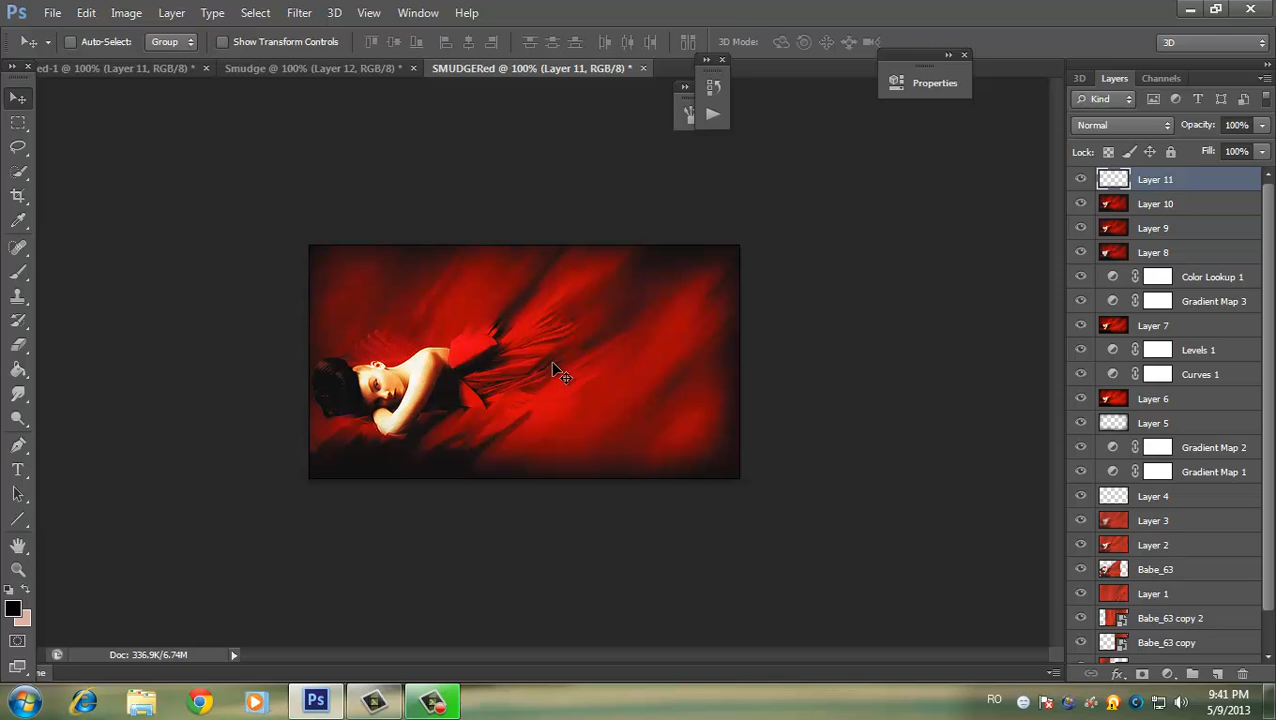 Ps File Edit Image Layer Type Select Filter 3D View Window Help
Auto-Select: Group Show Transform Controls 3D Mode: 3D
ed-1 @ 100% (Layer 11, RGB/8) * × Smudge @ 100% (Layer 12, RGB/8) * × SMUDGERed @ 100% (Layer 11, RGB/8) * ×
Properties
3D Layers Channels
Kind
Normal Opacity: 100%
Lock: Fill: 100%
Layer 11
Layer 10
Layer 9
Layer 8
Color Lookup 1
Gradient Map 3
Layer 7
Levels 1
Curves 1
Layer 6
Layer 5
Gradient Map 2
Gradient Map 1
Layer 4
Layer 3
Layer 2
Babe_63
Layer 1
Babe_63 copy 2
Babe_63 copy
100% Doc: 336.9K/6.74M
ne
fx
Ps RO 9:41 PM
5/9/2013